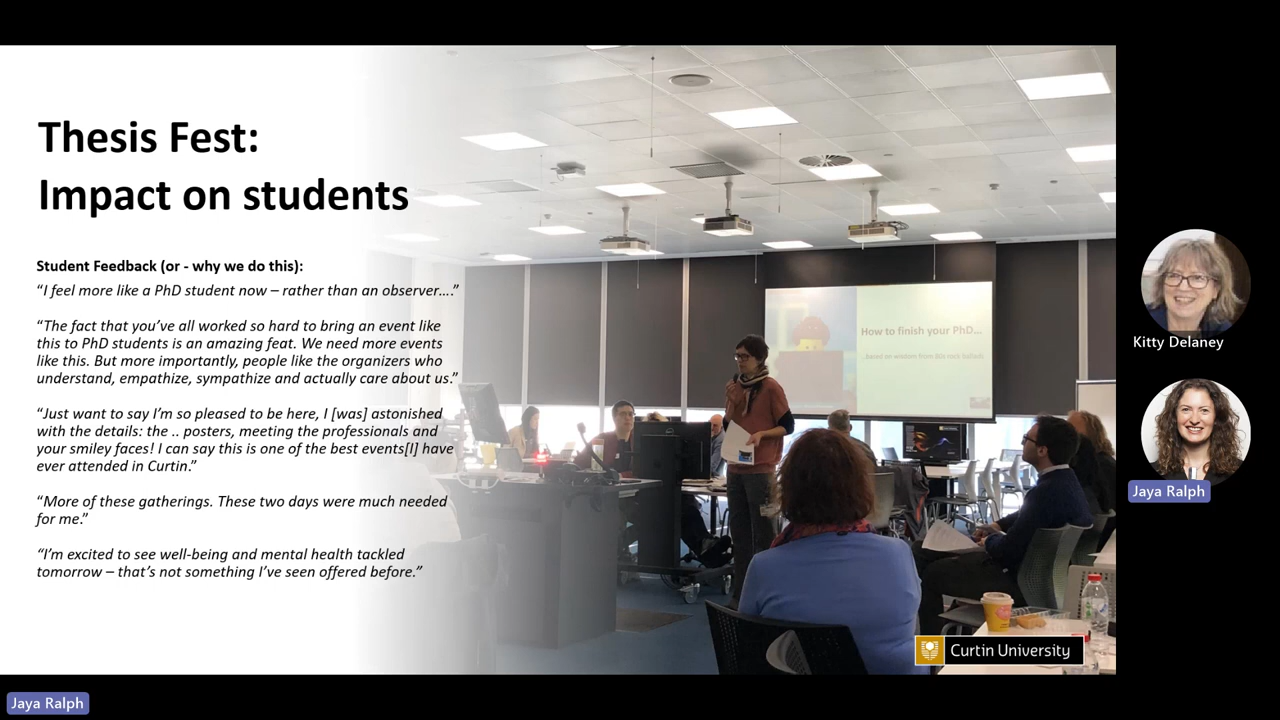 Thesis Fest:
Impact on students
Student Feedback (or - why we do this):
“I feel more like a PhD student now – rather than an observer….”
“The fact that you’ve all worked so hard to bring an event like
this to PhD students is an amazing feat. We need more events
like this. But more importantly, people like the organizers who
understand, empathize, sympathize and actually care about us.”
“Just want to say I’m so pleased to be here, I [was] astonished
with the details: the .. posters, meeting the professionals and
your smiley faces! I can say this is one of the best events[I] have
ever attended in Curtin.”
“More of these gatherings. These two days were much needed
for me.”
“I’m excited to see well-being and mental health tackled
tomorrow – that’s not something I’ve seen offered before.”
How to finish your PhD…
based on wisdom from 80s rock ballads
Curtin University
Kitty Delaney
Jaya Ralph
Jaya Ralph